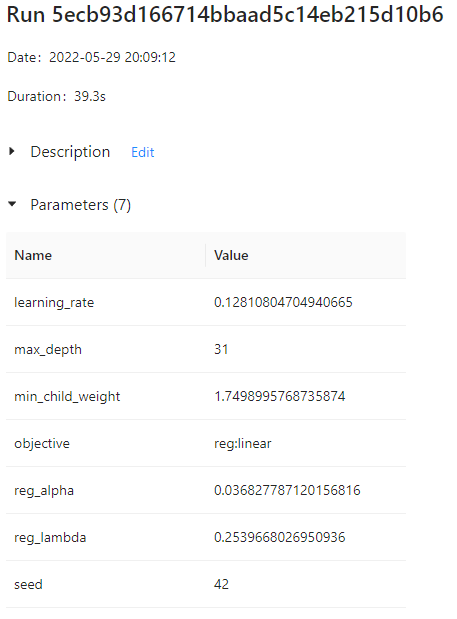 Run 5ecb93d166714bbaad5c14eb215d10b6
Date: 2022-05-29 20:09:12
Duration: 39.3s
Description Edit
Parameters (7)
Name Value
learning_rate 0.12810804704940665
max_depth 31
min_child_weight 1.7498995768735874
objective reg:linear
reg_alpha 0.036827787120156816
reg_lambda 0.2539668026950936
seed 42